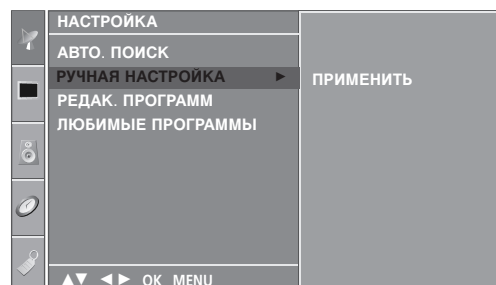 НАСТРОЙКА
АВТО. ПОИСК
РУЧНАЯ НАСТРОЙКА ►
ПРИМЕНИТЬ
РЕДАК. ПРОГРАММ
ЛЮБИМЫЕ ПРОГРАММЫ
▲▼ ◄► OK MENU